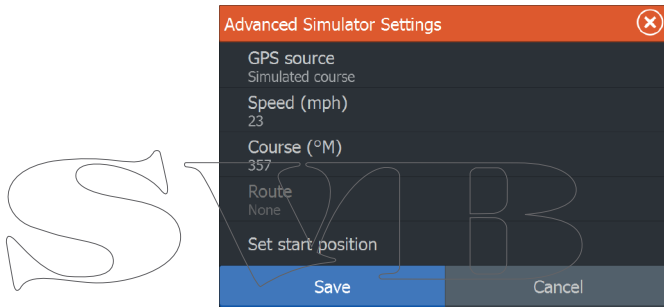 Advanced Simulator Settings
GPS source
Simulated course
Speed (mph)
23
Course (°M)
357
Route
None
Set start position
Save Cancel
SVB